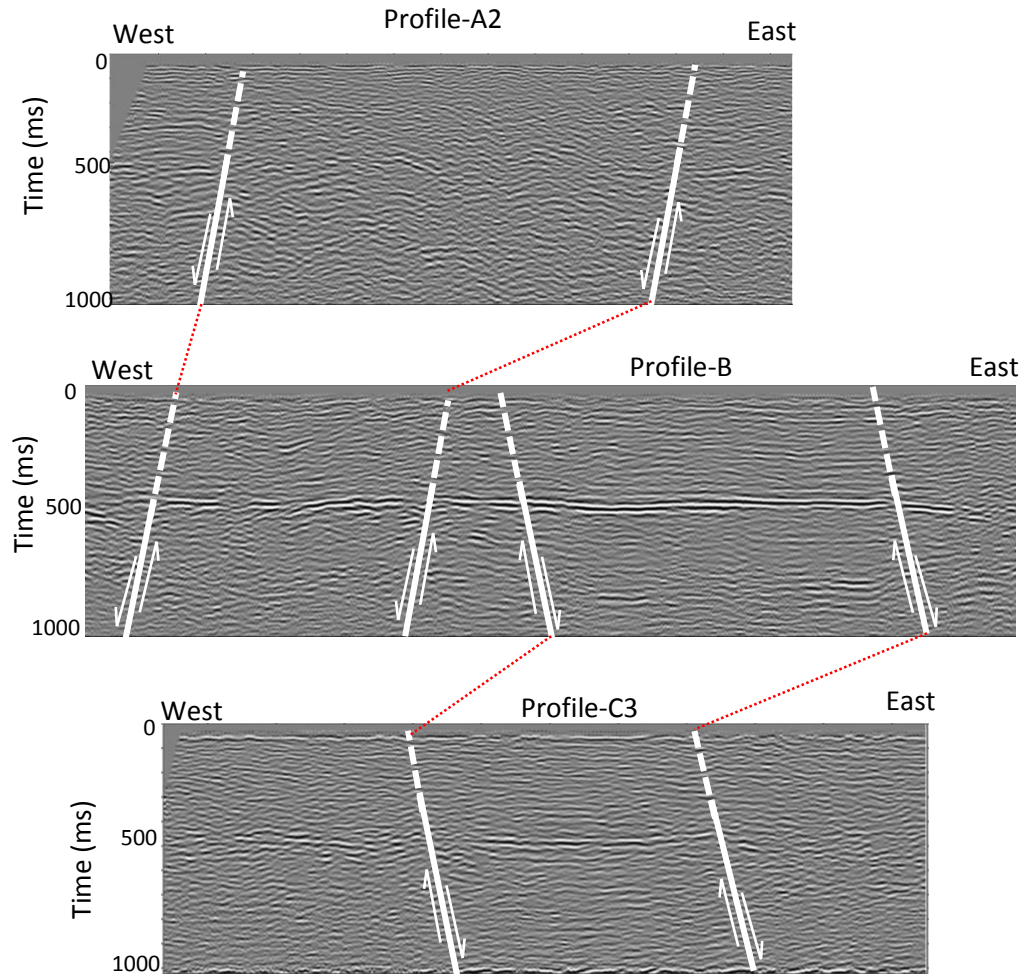 Profile-A2
West East
0
500
1000
Time (ms)
West Profile-B East
0
500
1000
Time (ms)
West Profile-C3 East
0
500
1000
Time (ms)